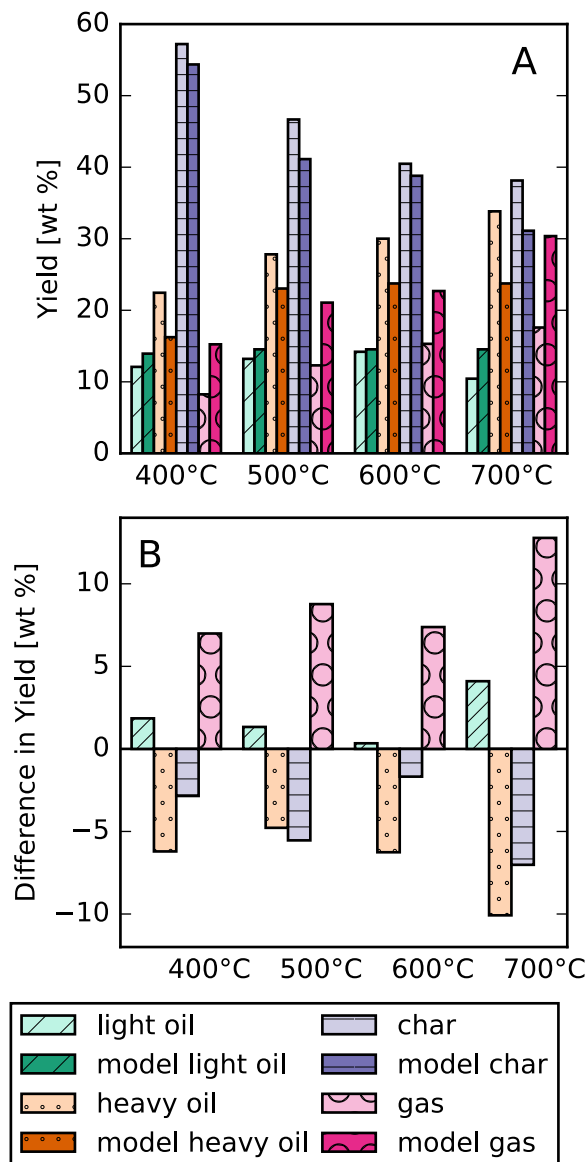 60
50
40
30
20
10
0
Yield [wt %]
A
400°C 500°C 600°C 700°C
B
10
5
0
−5
−10
Difference in Yield [wt %]
400°C 500°C 600°C 700°C
light oil
model light oil
heavy oil
model heavy oil
char
model char
gas
model gas